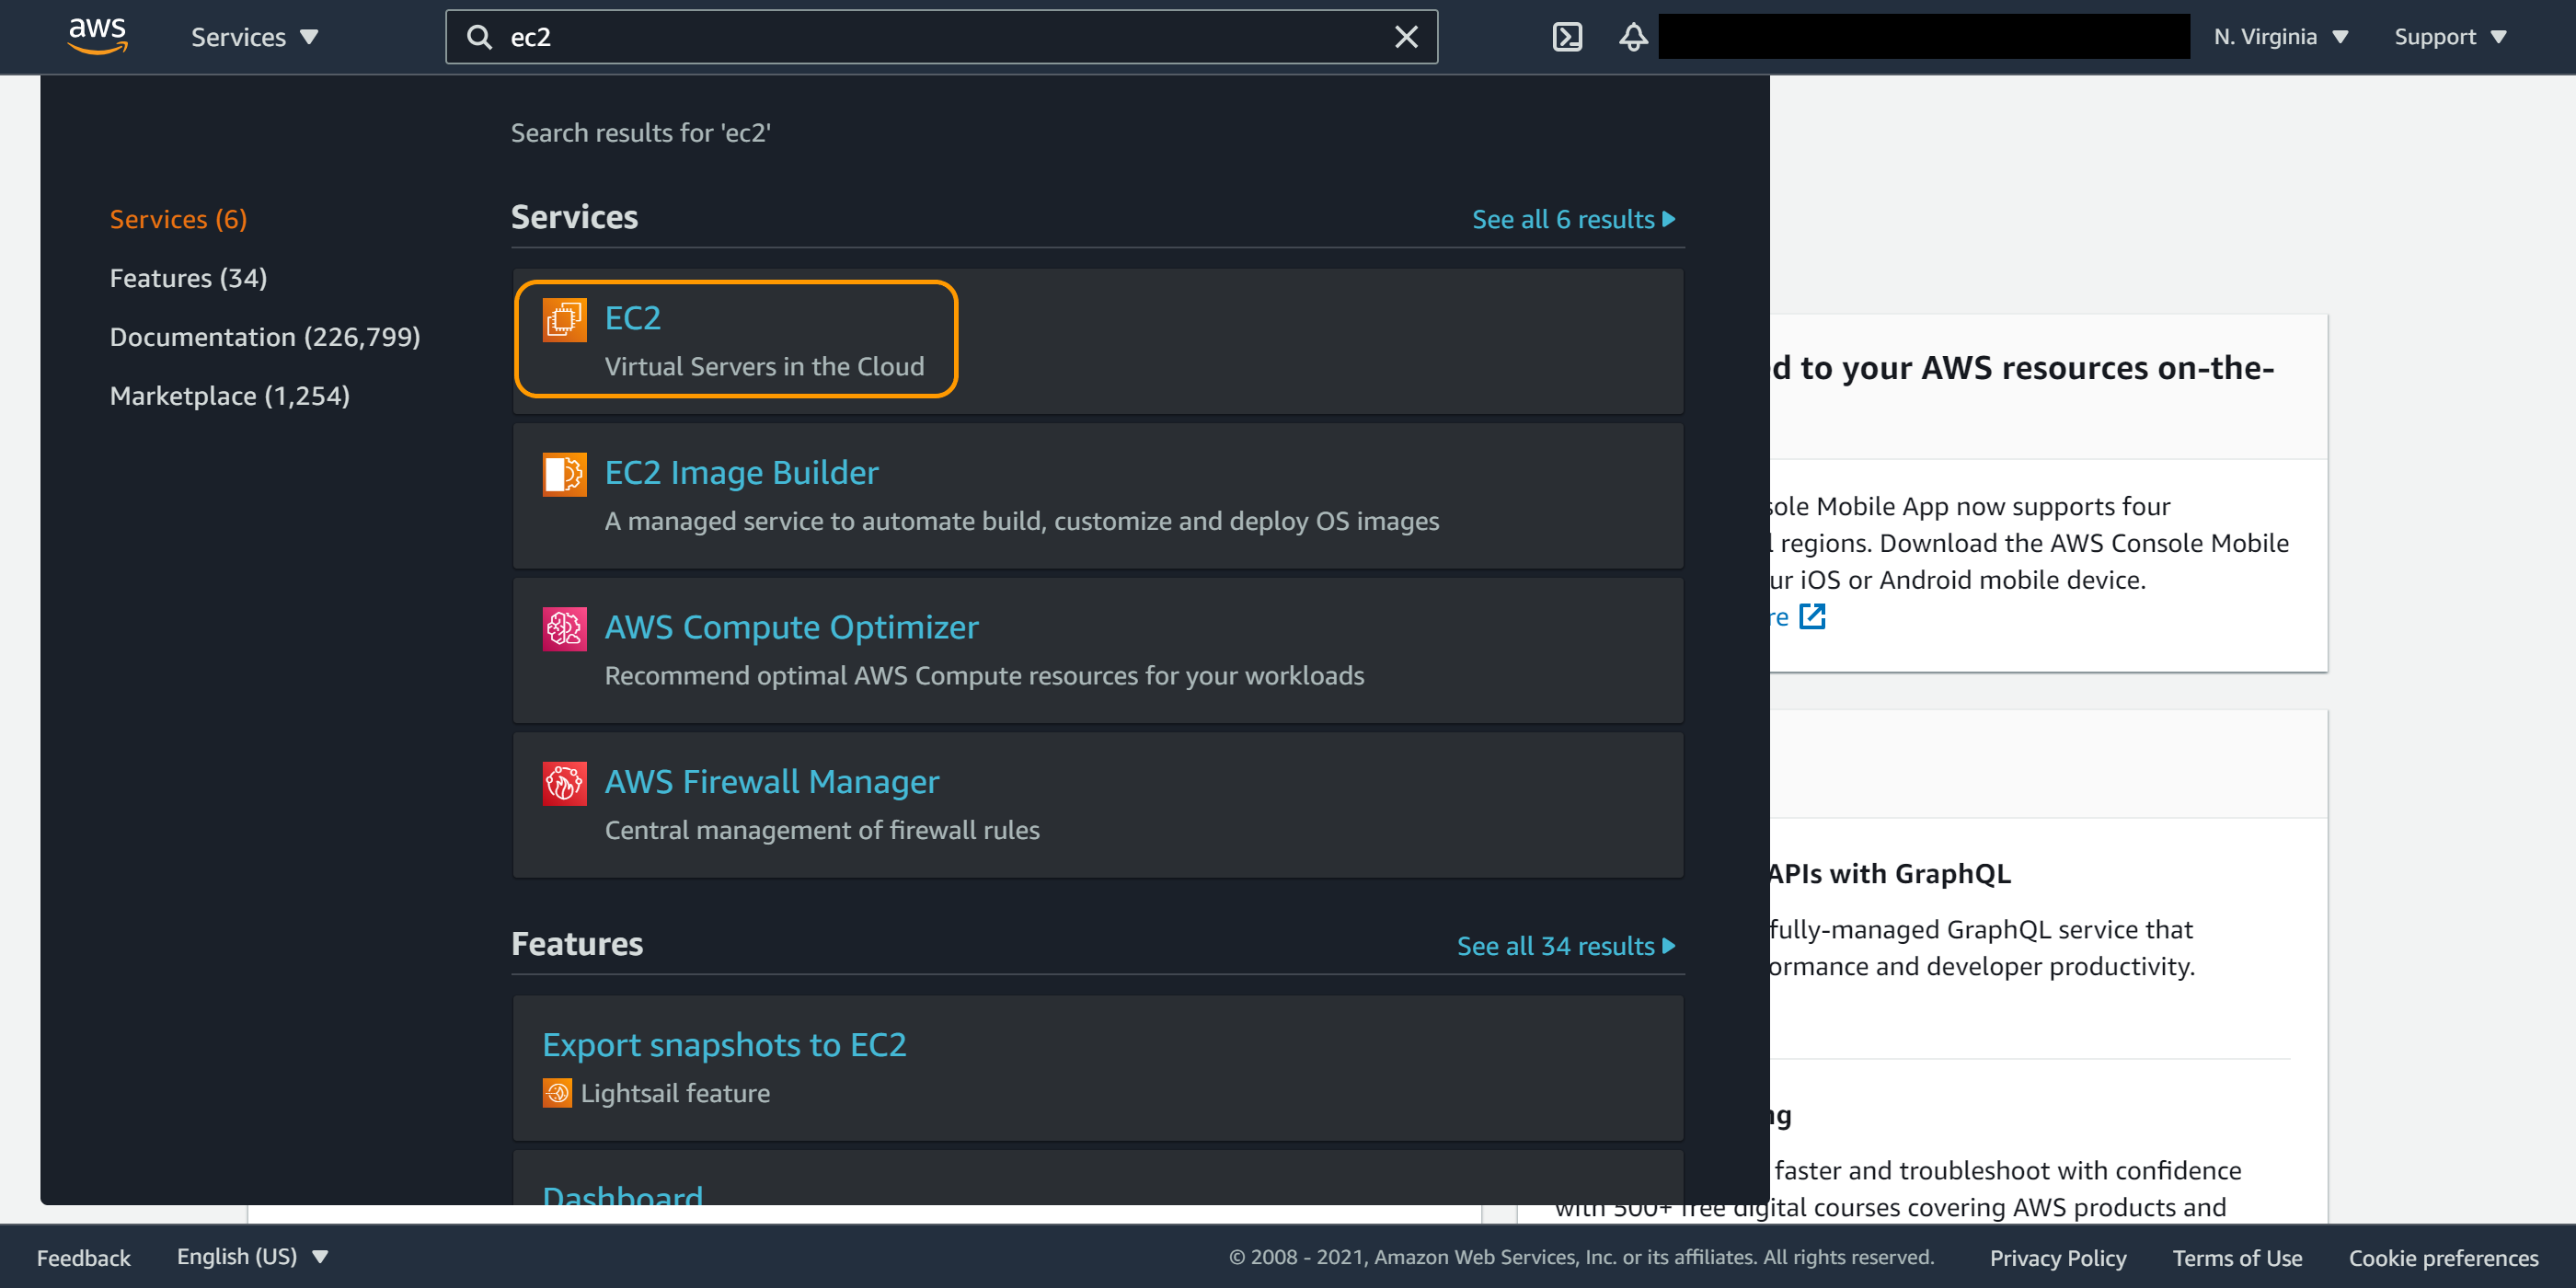 aws Services ec2 N. Virginia Support
Search results for 'ec2'
Services (6)
Features (34)
Documentation (226,799)
Marketplace (1,254)
Services See all 6 results
EC2
Virtual Servers in the Cloud
EC2 Image Builder
A managed service to automate build, customize and deploy OS images
AWS Compute Optimizer
Recommend optimal AWS Compute resources for your workloads
AWS Firewall Manager
Central management of firewall rules
Features See all 34 results
Export snapshots to EC2
Lightsail feature
Dashboard
d to your AWS resources on-the-
sole Mobile App now supports four
l regions. Download the AWS Console Mobile
ur iOS or Android mobile device.
re
APIs with GraphQL
fully-managed GraphQL service that
ormance and developer productivity.
ng
faster and troubleshoot with confidence
with 500+ free digital courses covering AWS products and
Feedback English (US) © 2008 - 2021, Amazon Web Services, Inc. or its affiliates. All rights reserved. Privacy Policy Terms of Use Cookie preferences